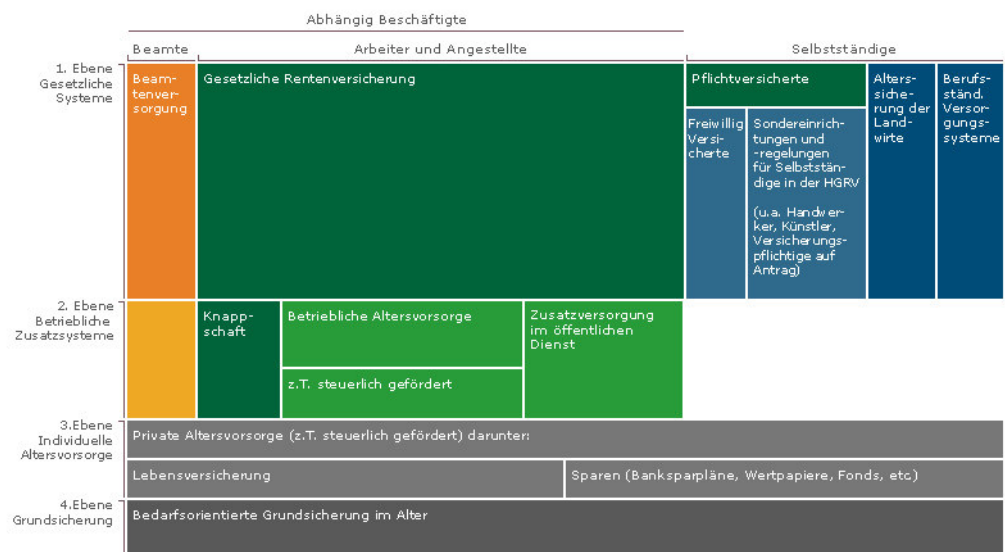 Abhängig Beschäftigte
Beamte
Arbeiter und Angestellte
Selbstständige
1. Ebene
Gesetzliche
Systeme
Beam-
tenver-
sorgung
Gesetzliche Rentenversicherung
Pflichtversicherte
Freiwillig
Versi-
cherte
Sondereinrich-
tungen und
-regelungen
für Selbststän-
dige in der HGRV
(u.a. Handwer-
ker, Künstler,
Versicherungs-
pflichtige auf
Antrag)
Alters-
siche-
rung der
Land-
wirte
Berufs-
ständ.
Versor-
gungs-
systeme
2. Ebene
Betriebliche
Zusatzsysteme
Knapp-
schaft
Betriebliche Altersvorsorge
z.T. steuerlich gefördert
Zusatzversorgung
im öffentlichen
Dienst
3.Ebene
Individuelle
Altersvorsorge
Private Altersvorsorge (z.T. steuerlich gefördert) darunter:
Lebensversicherung
Sparen (Banksparpläne, Wertpapiere, Fonds, etc.)
4.Ebene
Grundsicherung
Bedarfsorientierte Grundsicherung im Alter